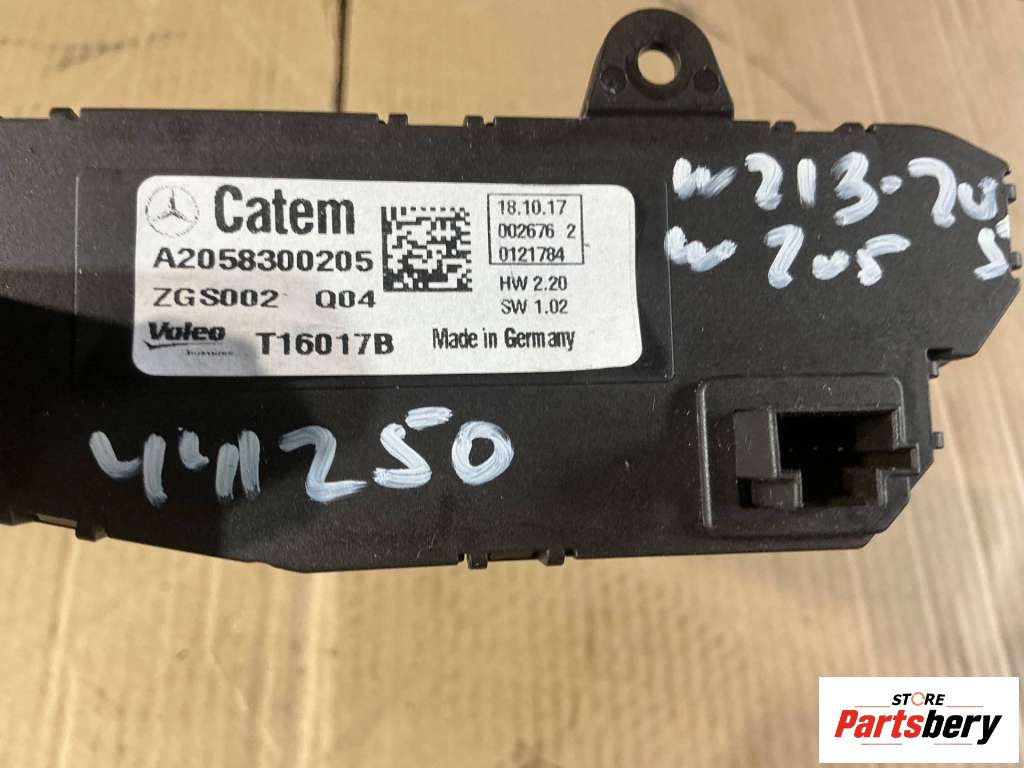 Catem
A2058300205
ZGS002 Q04
Valeo T16017B
18.10.17
002676 2
0121784
HW 2.20
SW 1.02
Made in Germany
W213-20
W205
441250
STORE
Partsbery